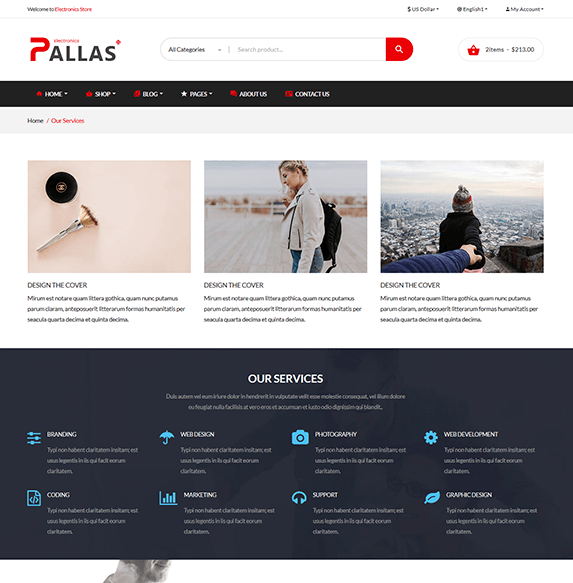 Welcome to Electronics Store
$ US Dollar
English1
My Account
electronics
PALLAS
All Categories
Search product...
2items - $213.00
HOME
SHOP
BLOG
PAGES
ABOUT US
CONTACT US
Home / Our Services
DESIGN THE COVER
Mirum est notare quam littera gothica, quam nunc putamus
parum claram, anteposuerit litterarum formas humanitatis per
seacula quarta decima et quinta decima.
DESIGN THE COVER
Mirum est notare quam littera gothica, quam nunc putamus
parum claram, anteposuerit litterarum formas humanitatis per
seacula quarta decima et quinta decima.
DESIGN THE COVER
Mirum est notare quam littera gothica, quam nunc putamus
parum claram, anteposuerit litterarum formas humanitatis per
seacula quarta decima et quinta decima.
OUR SERVICES
Duis autem vel eum iriure dolor in hendrerit in vulputate velit esse molestie consequat, vel illum dolore
eu feugiat nulla facilisis at vero eros et accumsan et iusto odio dignissim qui blandit..
BRANDING
Typi non habent claritatem insitam; est
usus legentis in iis qui facit eorum
claritatem.
WEB DESIGN
Typi non habent claritatem insitam; est
usus legentis in iis qui facit eorum
claritatem.
PHOTOGRAPHY
Typi non habent claritatem insitam; est
usus legentis in iis qui facit eorum
claritatem.
WEB DEVELOPMENT
Typi non habent claritatem insitam; est
usus legentis in iis qui facit eorum
claritatem.
CODING
Typi non habent claritatem insitam; est
usus legentis in iis qui facit eorum
claritatem.
MARKETING
Typi non habent claritatem insitam; est
usus legentis in iis qui facit eorum
claritatem.
SUPPORT
Typi non habent claritatem insitam; est
usus legentis in iis qui facit eorum
claritatem.
GRAPHIC DESIGN
Typi non habent claritatem insitam; est
usus legentis in iis qui facit eorum
claritatem.